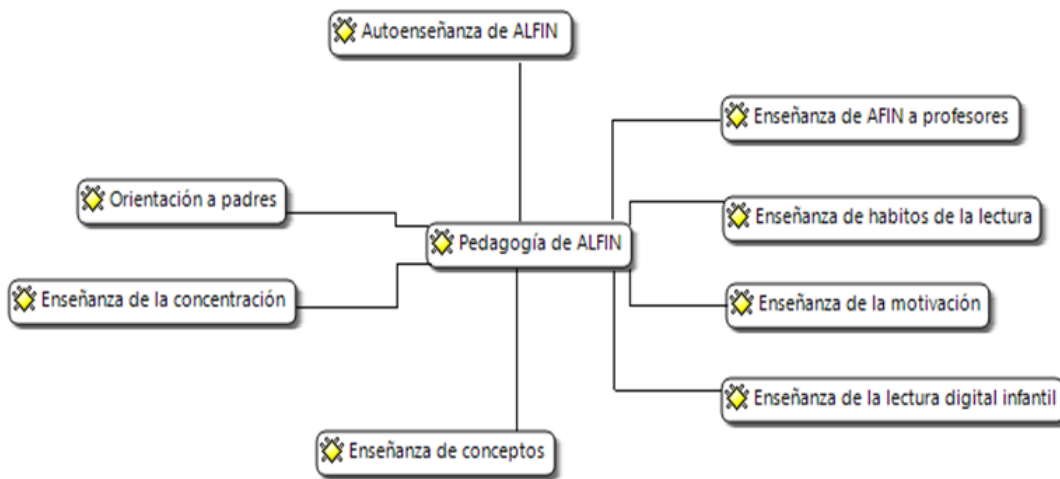 Autoenseñanza de ALFIN
Enseñanza de AFIN a profesores
Orientación a padres
Enseñanza de habitos de la lectura
Pedagogía de ALFIN
Enseñanza de la concentración
Enseñanza de la motivación
Enseñanza de la lectura digital infantil
Enseñanza de conceptos